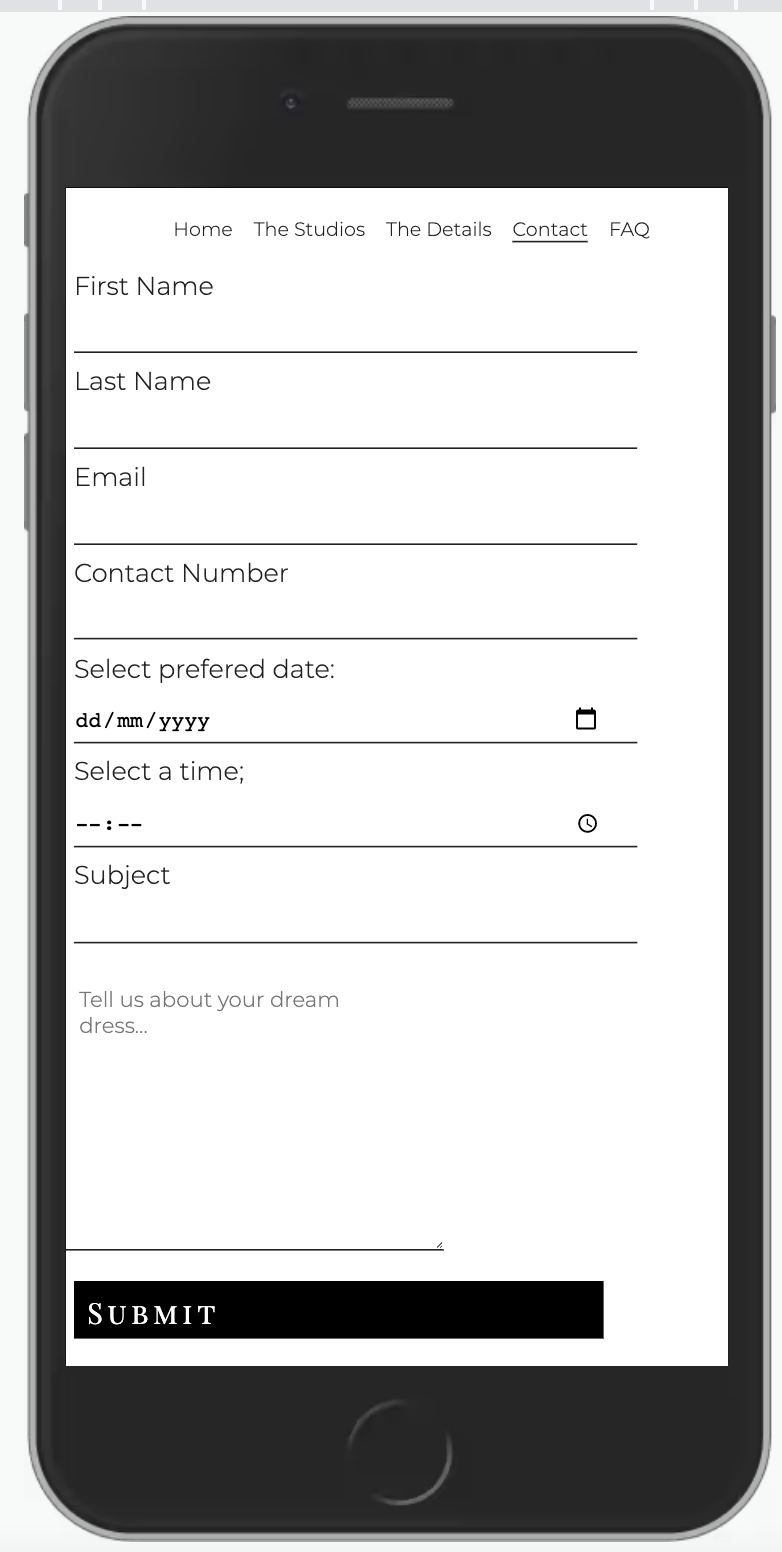 Home The Studios The Details Contact FAQ
First Name
Last Name
Email
Contact Number
Select prefered date:
dd/mm/yyyy
Select a time;
--:--
Subject
Tell us about your dream
dress...
SUBMIT